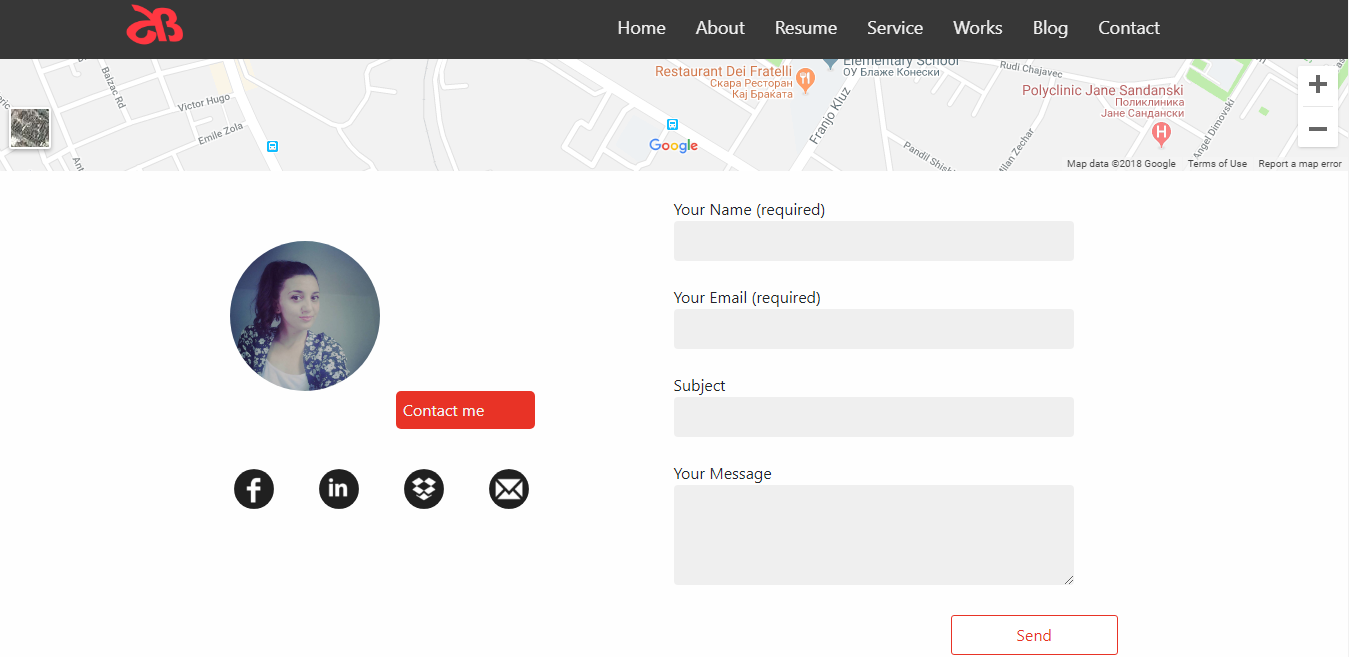 Home About Resume Service Works Blog Contact
Elementary School
ОУ Блаже Конески
Rudi Chajavec
Restaurant Dei Fratelli
Скара Ресторан
Кај Браќата
Balzac Rd
Victor Hugo
Emile Zola
Franjo Kluz
Polyclinic Jane Sandanski
Поликлиника
Јане Сандански
Angel Dimovski
Milan Zechar
Pandil Shish
Google
Map data ©2018 Google Terms of Use Report a map error
Your Name (required)
Your Email (required)
Subject
Contact me
Your Message
Send